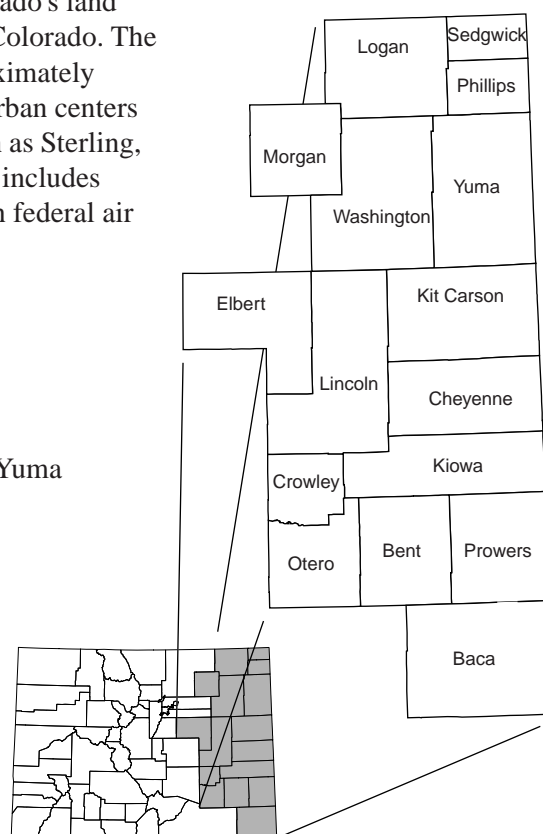 ado's land
Colorado. The
ximately
rban centers
n as Sterling,
includes
n federal air
Yuma
Logan
Sedgwick
Phillips
Morgan
Washington
Yuma
Elbert
Kit Carson
Lincoln
Cheyenne
Kiowa
Crowley
Otero
Bent
Prowers
Baca